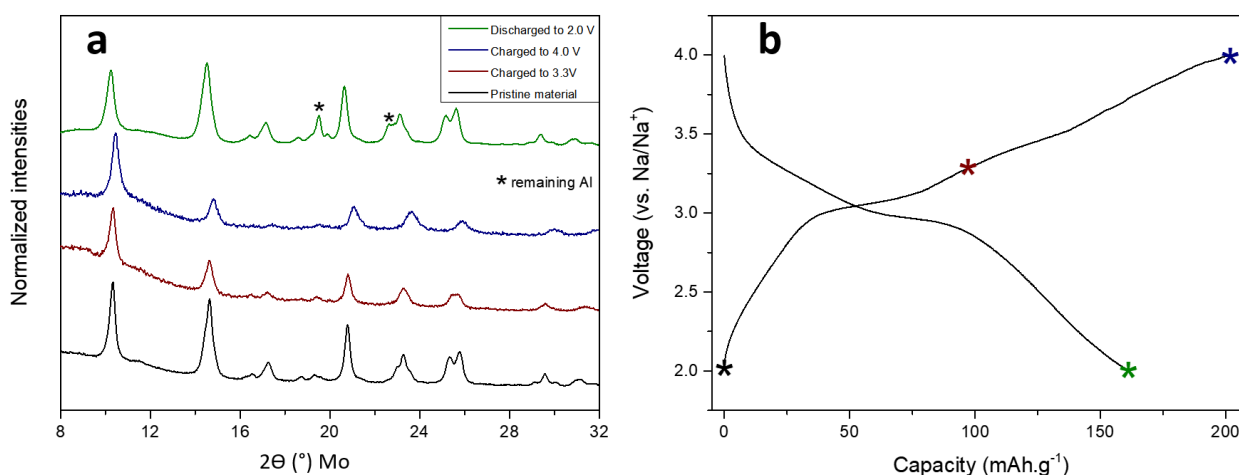 a
Discharged to 2.0 V
Charged to 4.0 V
Charged to 3.3V
Pristine material
* *
* remaining Al
Normalized intensities
8 12 16 20 24 28 32
2Θ (°) Mo
b
4.0
3.5
3.0
2.5
2.0
Voltage (vs. Na/Na⁺)
0 50 100 150 200
Capacity (mAh.g⁻¹)